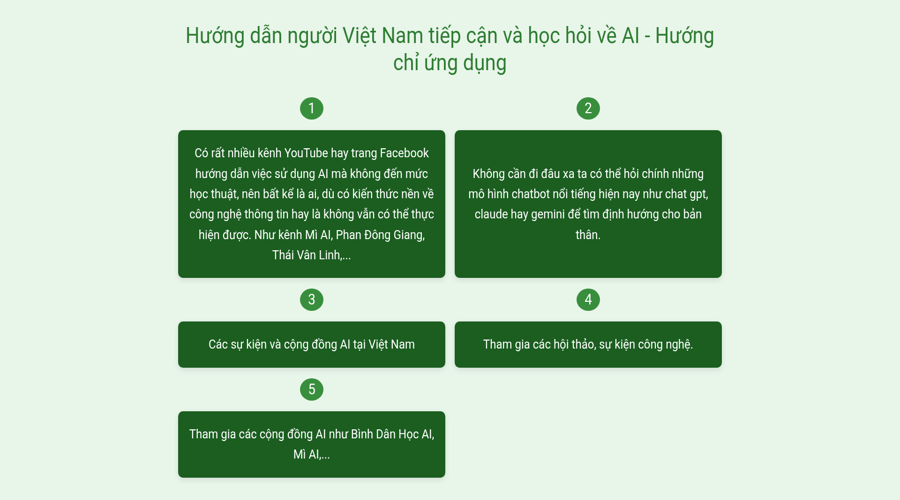 Hướng dẫn người Việt Nam tiếp cận và học hỏi về AI - Hướng
chỉ ứng dụng
1
Có rất nhiều kênh YouTube hay trang Facebook
hướng dẫn việc sử dụng AI mà không đến mức
học thuật, nên bất kể là ai, dù có kiến thức nền về
công nghệ thông tin hay là không vẫn có thể thực
hiện được. Như kênh Mì AI, Phan Đông Giang,
Thái Vân Linh,...
2
Không cần đi đâu xa ta có thể hỏi chính những
mô hình chatbot nổi tiếng hiện nay như chat gpt,
claude hay gemini để tìm định hướng cho bản
thân.
3
Các sự kiện và cộng đồng AI tại Việt Nam
4
Tham gia các hội thảo, sự kiện công nghệ.
5
Tham gia các cộng đồng AI như Bình Dân Học AI,
Mì AI,...